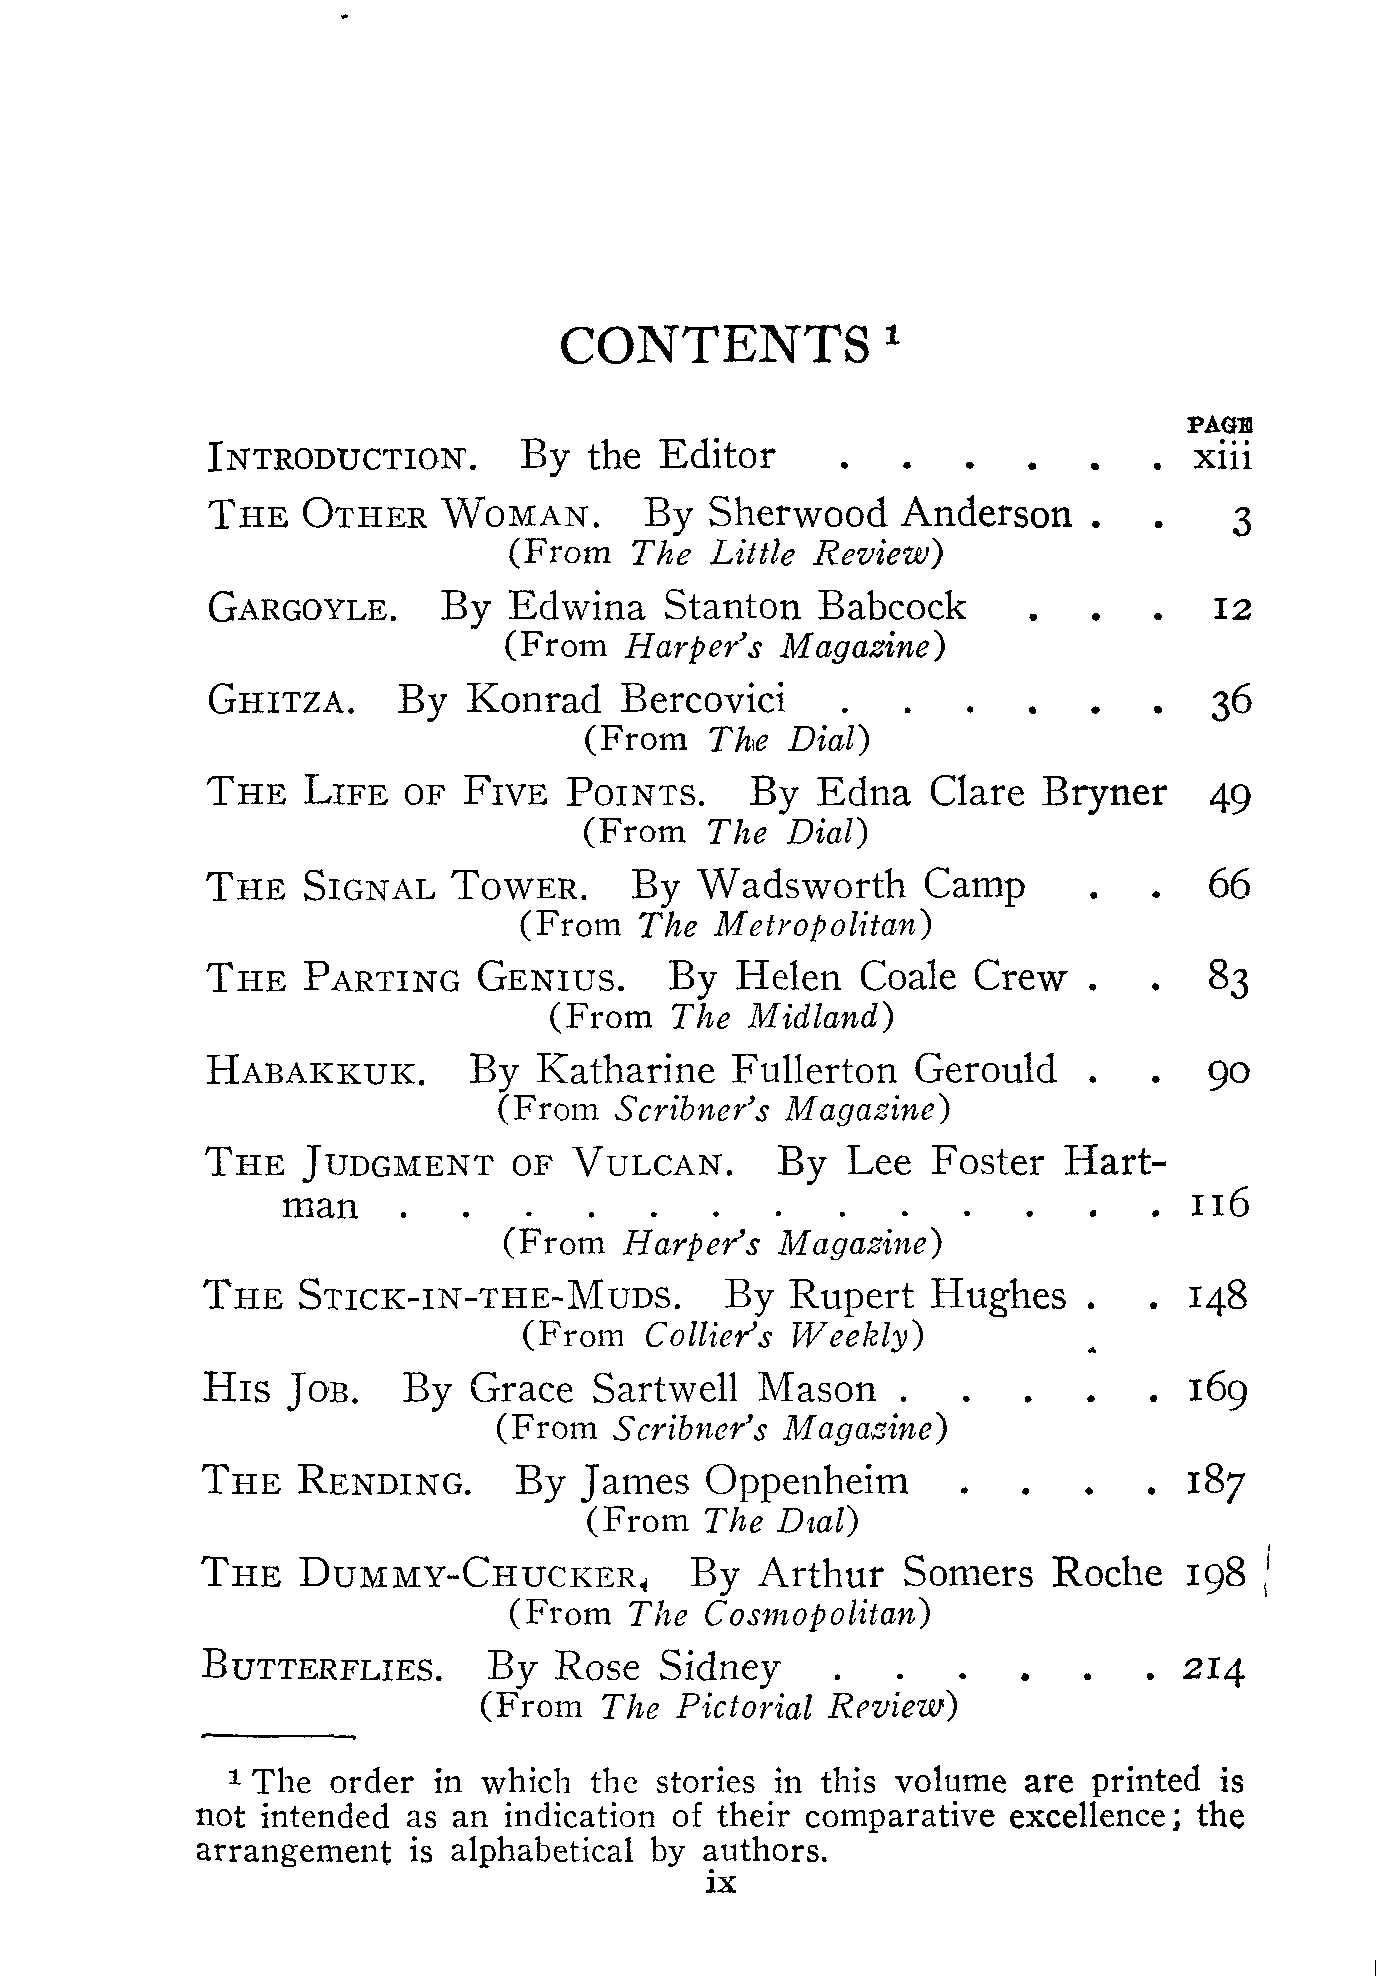 CONTENTS ¹
PAGE
INTRODUCTION. By the Editor . . . . . . xiii
THE OTHER WOMAN. By Sherwood Anderson . . 3
(From The Little Review)
GARGOYLE. By Edwina Stanton Babcock . . . 12
(From Harper's Magazine)
GHITZA. By Konrad Bercovici . . . . . . 36
(From The Dial)
THE LIFE OF FIVE POINTS. By Edna Clare Bryner 49
(From The Dial)
THE SIGNAL TOWER. By Wadsworth Camp . . 66
(From The Metropolitan)
THE PARTING GENIUS. By Helen Coale Crew . . 83
(From The Midland)
HABAKKUK. By Katharine Fullerton Gerould . . 90
(From Scribner's Magazine)
THE JUDGMENT OF VULCAN. By Lee Foster Hart-
man . . . . . . . . . . . . . 116
(From Harper's Magazine)
THE STICK-IN-THE-MUDS. By Rupert Hughes . . 148
(From Collier's Weekly)
HIS JOB. By Grace Sartwell Mason . . . . . 169
(From Scribner's Magazine)
THE RENDING. By James Oppenheim . . . . 187
(From The Dial)
THE DUMMY-CHUCKER. By Arthur Somers Roche 198
(From The Cosmopolitan)
BUTTERFLIES. By Rose Sidney . . . . . . 214
(From The Pictorial Review)
¹ The order in which the stories in this volume are printed is
not intended as an indication of their comparative excellence; the
arrangement is alphabetical by authors.
ix